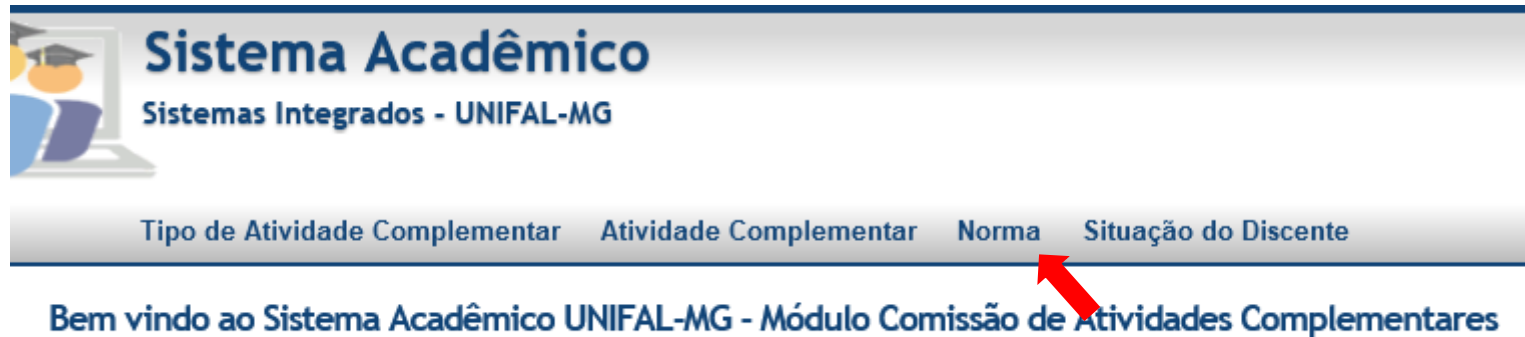 Sistema Acadêmico
Sistemas Integrados - UNIFAL-MG
Tipo de Atividade Complementar Atividade Complementar Norma Situação do Discente
Bem vindo ao Sistema Acadêmico UNIFAL-MG - Módulo Comissão de Atividades Complementares